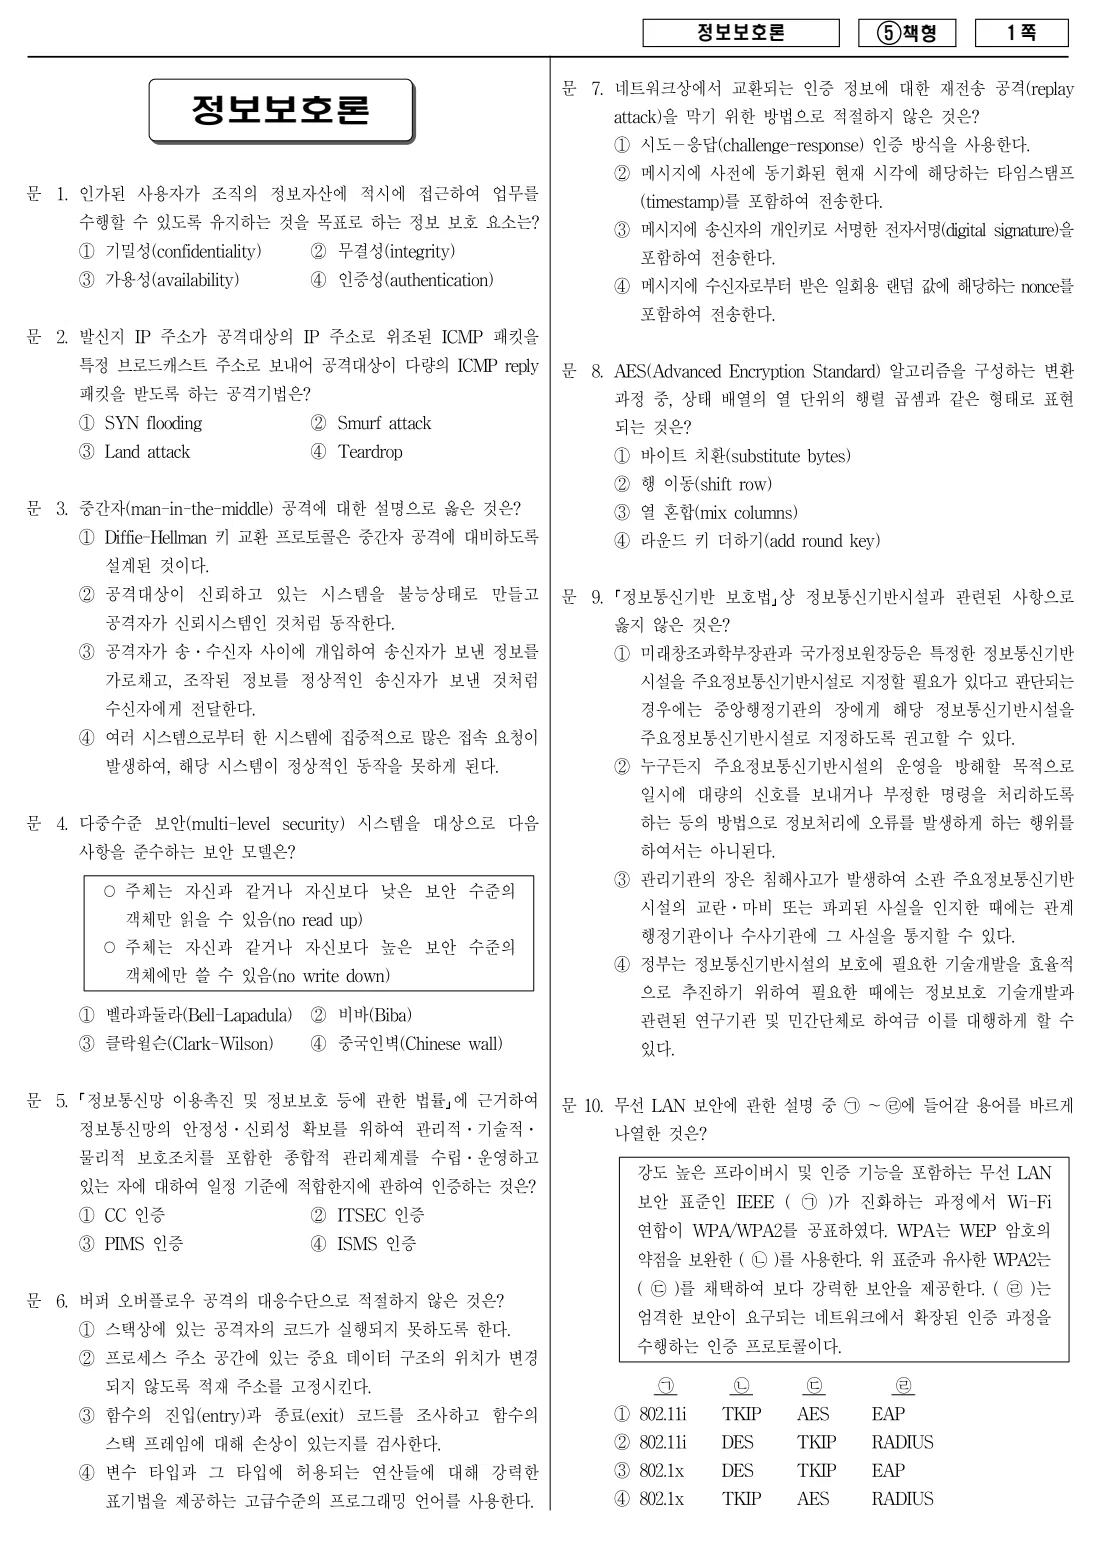 정보보호론
⑤책형
1 쪽
정보보호론
문 1. 인가된 사용자가 조직의 정보자산에 적시에 접근하여 업무를
수행할 수 있도록 유지하는 것을 목표로 하는 정보 보호 요소는?
① 기밀성(confidentiality) ② 무결성(integrity)
③ 가용성(availability) ④ 인증성(authentication)
문 2. 발신지 IP 주소가 공격대상의 IP 주소로 위조된 ICMP 패킷을
특정 브로드캐스트 주소로 보내어 공격대상이 다량의 ICMP reply
패킷을 받도록 하는 공격기법은?
① SYN flooding ② Smurf attack
③ Land attack ④ Teardrop
문 3. 중간자(man-in-the-middle) 공격에 대한 설명으로 옳은 것은?
① Diffie-Hellman 키 교환 프로토콜은 중간자 공격에 대비하도록
설계된 것이다.
② 공격대상이 신뢰하고 있는 시스템을 불능상태로 만들고
공격자가 신뢰시스템인 것처럼 동작한다.
③ 공격자가 송·수신자 사이에 개입하여 송신자가 보낸 정보를
가로채고, 조작된 정보를 정상적인 송신자가 보낸 것처럼
수신자에게 전달한다.
④ 여러 시스템으로부터 한 시스템에 집중적으로 많은 접속 요청이
발생하여, 해당 시스템이 정상적인 동작을 못하게 된다.
문 4. 다중수준 보안(multi-level security) 시스템을 대상으로 다음
사항을 준수하는 보안 모델은?
○ 주체는 자신과 같거나 자신보다 낮은 보안 수준의
객체만 읽을 수 있음(no read up)
○ 주체는 자신과 같거나 자신보다 높은 보안 수준의
객체에만 쓸 수 있음(no write down)
① 벨라파둘라(Bell-Lapadula) ② 비바(Biba)
③ 클락윌슨(Clark-Wilson) ④ 중국인벽(Chinese wall)
문 5. ｢정보통신망 이용촉진 및 정보보호 등에 관한 법률｣에 근거하여
정보통신망의 안정성·신뢰성 확보를 위하여 관리적·기술적·
물리적 보호조치를 포함한 종합적 관리체계를 수립·운영하고
있는 자에 대하여 일정 기준에 적합한지에 관하여 인증하는 것은?
① CC 인증 ② ITSEC 인증
③ PIMS 인증 ④ ISMS 인증
문 6. 버퍼 오버플로우 공격의 대응수단으로 적절하지 않은 것은?
① 스택상에 있는 공격자의 코드가 실행되지 못하도록 한다.
② 프로세스 주소 공간에 있는 중요 데이터 구조의 위치가 변경
되지 않도록 적재 주소를 고정시킨다.
③ 함수의 진입(entry)과 종료(exit) 코드를 조사하고 함수의
스택 프레임에 대해 손상이 있는지를 검사한다.
④ 변수 타입과 그 타입에 허용되는 연산들에 대해 강력한
표기법을 제공하는 고급수준의 프로그래밍 언어를 사용한다.
문 7. 네트워크상에서 교환되는 인증 정보에 대한 재전송 공격(replay
attack)을 막기 위한 방법으로 적절하지 않은 것은?
① 시도－응답(challenge-response) 인증 방식을 사용한다.
② 메시지에 사전에 동기화된 현재 시각에 해당하는 타임스탬프
(timestamp)를 포함하여 전송한다.
③ 메시지에 송신자의 개인키로 서명한 전자서명(digital signature)을
포함하여 전송한다.
④ 메시지에 수신자로부터 받은 일회용 랜덤 값에 해당하는 nonce를
포함하여 전송한다.
문 8. AES(Advanced Encryption Standard) 알고리즘을 구성하는 변환
과정 중, 상태 배열의 열 단위의 행렬 곱셈과 같은 형태로 표현
되는 것은?
① 바이트 치환(substitute bytes)
② 행 이동(shift row)
③ 열 혼합(mix columns)
④ 라운드 키 더하기(add round key)
문 9. ｢정보통신기반 보호법｣상 정보통신기반시설과 관련된 사항으로
옳지 않은 것은?
① 미래창조과학부장관과 국가정보원장등은 특정한 정보통신기반
시설을 주요정보통신기반시설로 지정할 필요가 있다고 판단되는
경우에는 중앙행정기관의 장에게 해당 정보통신기반시설을
주요정보통신기반시설로 지정하도록 권고할 수 있다.
② 누구든지 주요정보통신기반시설의 운영을 방해할 목적으로
일시에 대량의 신호를 보내거나 부정한 명령을 처리하도록
하는 등의 방법으로 정보처리에 오류를 발생하게 하는 행위를
하여서는 아니된다.
③ 관리기관의 장은 침해사고가 발생하여 소관 주요정보통신기반
시설의 교란·마비 또는 파괴된 사실을 인지한 때에는 관계
행정기관이나 수사기관에 그 사실을 통지할 수 있다.
④ 정부는 정보통신기반시설의 보호에 필요한 기술개발을 효율적
으로 추진하기 위하여 필요한 때에는 정보보호 기술개발과
관련된 연구기관 및 민간단체로 하여금 이를 대행하게 할 수
있다.
문 10. 무선 LAN 보안에 관한 설명 중 ㉠ ~ ㉣에 들어갈 용어를 바르게
나열한 것은?
강도 높은 프라이버시 및 인증 기능을 포함하는 무선 LAN
보안 표준인 IEEE ( ㉠ )가 진화하는 과정에서 Wi-Fi
연합이 WPA/WPA2를 공표하였다. WPA는 WEP 암호의
약점을 보완한 ( ㉡ )를 사용한다. 위 표준과 유사한 WPA2는
( ㉢ )를 채택하여 보다 강력한 보안을 제공한다. ( ㉣ )는
엄격한 보안이 요구되는 네트워크에서 확장된 인증 과정을
수행하는 인증 프로토콜이다.
㉠ ㉡ ㉢ ㉣
① 802.11i TKIP AES EAP
② 802.11i DES TKIP RADIUS
③ 802.1x DES TKIP EAP
④ 802.1x TKIP AES RADIUS